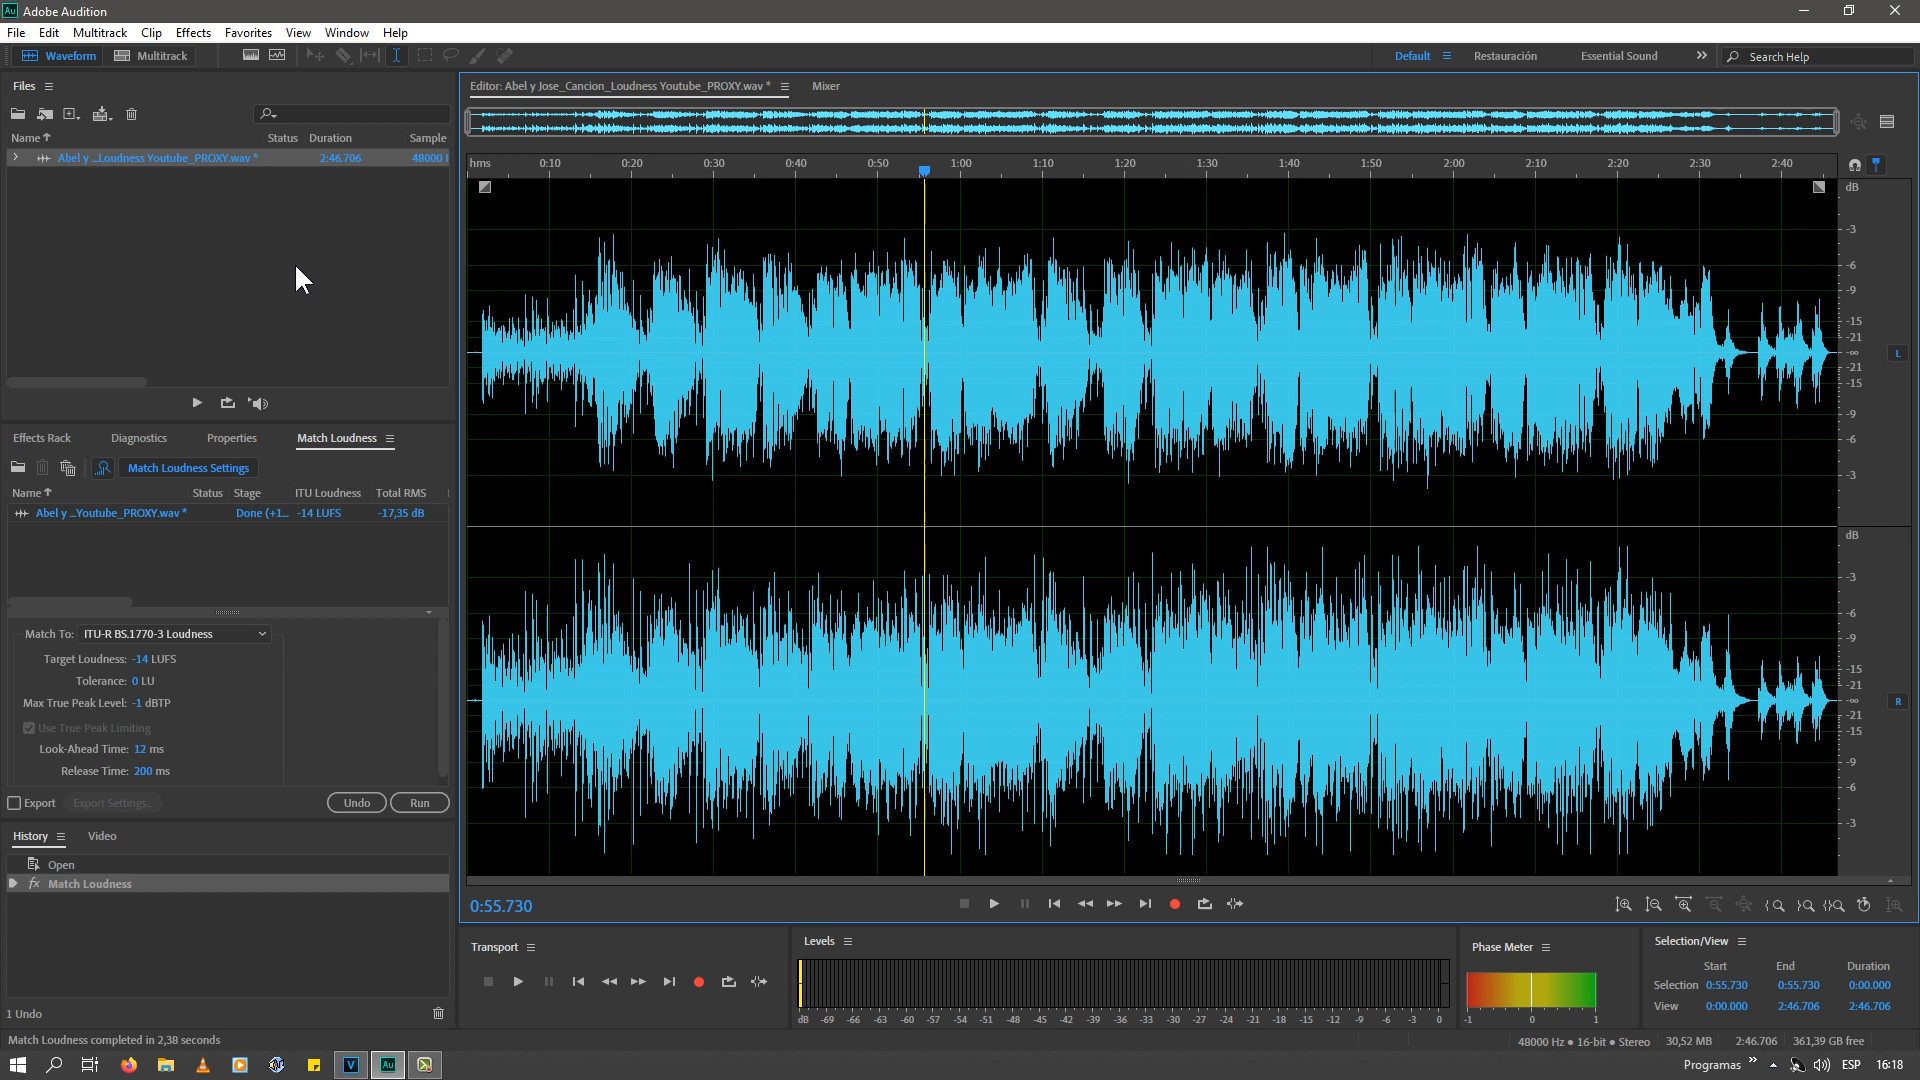 Au Adobe Audition
File Edit Multitrack Clip Effects Favorites View Window Help
Waveform Multitrack Default Restauración Essential Sound Search Help
Files
Name Status Duration Sample
Abel y ...Loudness Youtube_PROXY.wav * 2:46.706 48000 H
Effects Rack Diagnostics Properties Match Loudness
Match Loudness Settings
Name Status Stage ITU Loudness Total RMS
Abel y ...Youtube_PROXY.wav * Done (+1... -14 LUFS -17,35 dB
Match To: ITU-R BS.1770-3 Loudness
Target Loudness: -14 LUFS
Tolerance: 0 LU
Max True Peak Level: -1 dBTP
Use True Peak Limiting
Look-Ahead Time: 12 ms
Release Time: 200 ms
Export Export Settings... Undo Run
History Video
Open
fx Match Loudness
1 Undo
Editor: Abel y Jose_Cancion_Loudness Youtube_PROXY.wav * Mixer
hms 0:10 0:20 0:30 0:40 0:50 1:00 1:10 1:20 1:30 1:40 1:50 2:00 2:10 2:20 2:30 2:40
dB
-3
-6
-9
-15
-21
-∞ L
-21
-15
-9
-6
-3
dB
-3
-6
-9
-15
-21
-∞ R
-21
-15
-9
-6
-3
0:55.730
Transport
Levels
dB -69 -66 -63 -60 -57 -54 -51 -48 -45 -42 -39 -36 -33 -30 -27 -24 -21 -18 -15 -12 -9 -6 -3 0
Phase Meter
-1 0 1
Selection/View
Start End Duration
Selection 0:55.730 0:55.730 0:00.000
View 0:00.000 2:46.706 2:46.706
Match Loudness completed in 2,38 seconds
48000 Hz • 16-bit • Stereo 30,52 MB 2:46.706 361,39 GB free
V Au Programas ESP 16:18